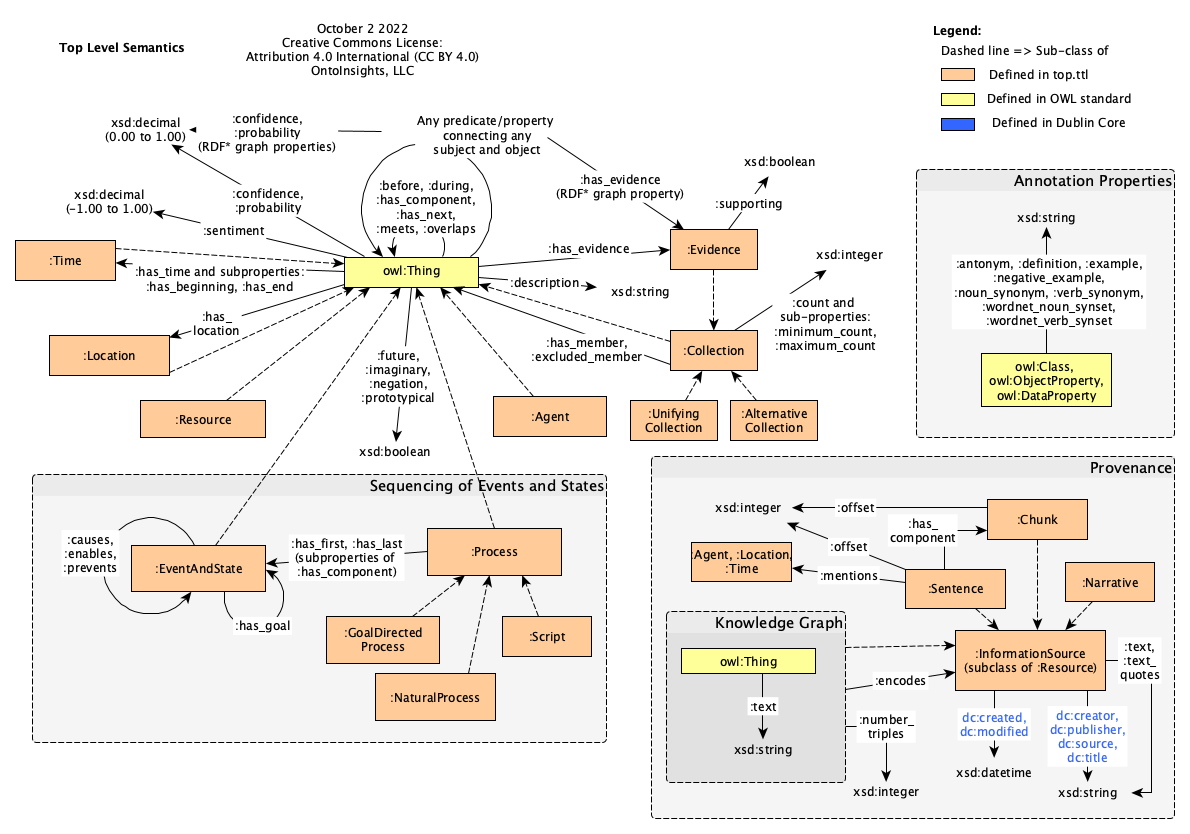 Top Level Semantics
October 2 2022
Creative Commons License:
Attribution 4.0 International (CC BY 4.0)
OntoInsights, LLC
Legend:
Dashed line => Sub-class of
Defined in top.ttl
Defined in OWL standard
Defined in Dublin Core
xsd:decimal
(0.00 to 1.00)
:confidence,
:probability
(RDF* graph properties)
Any predicate/property
connecting any
subject and object
xsd:decimal
(-1.00 to 1.00)
:confidence,
:probability
:sentiment
:before, :during,
:has_component,
:has_next,
:meets, :overlaps
:has_evidence
(RDF* graph property)
xsd:boolean
:supporting
:Time
:has_time and subproperties:
:has_beginning, :has_end
owl:Thing
:has_evidence
:Evidence
:description
xsd:string
xsd:integer
:has_
location
:Location
:count and
sub-properties:
:minimum_count,
:maximum_count
:has_member,
:excluded_member
:Collection
:future,
:imaginary,
:negation,
:prototypical
:Resource
:Agent
:Unifying
Collection
:Alternative
Collection
xsd:boolean
Annotation Properties
xsd:string
:antonym, :definition, :example,
:negative_example,
:noun_synonym, :verb_synonym,
:wordnet_noun_synset,
:wordnet_verb_synset
owl:Class,
owl:ObjectProperty,
owl:DataProperty
Sequencing of Events and States
:causes,
:enables,
:prevents
:EventAndState
:has_goal
:has_first, :has_last
(subproperties of
:has_component)
:Process
:GoalDirected
Process
:Script
:NaturalProcess
Provenance
xsd:integer
:offset
:Chunk
:has_
component
:offset
:Agent, :Location,
:Time
:mentions
:Sentence
:Narrative
Knowledge Graph
owl:Thing
:text
xsd:string
:InformationSource
(subclass of :Resource)
:encodes
:number_
triples
xsd:integer
dc:created,
dc:modified
xsd:datetime
dc:creator,
dc:publisher,
dc:source,
dc:title
xsd:string
:text,
:text_
quotes